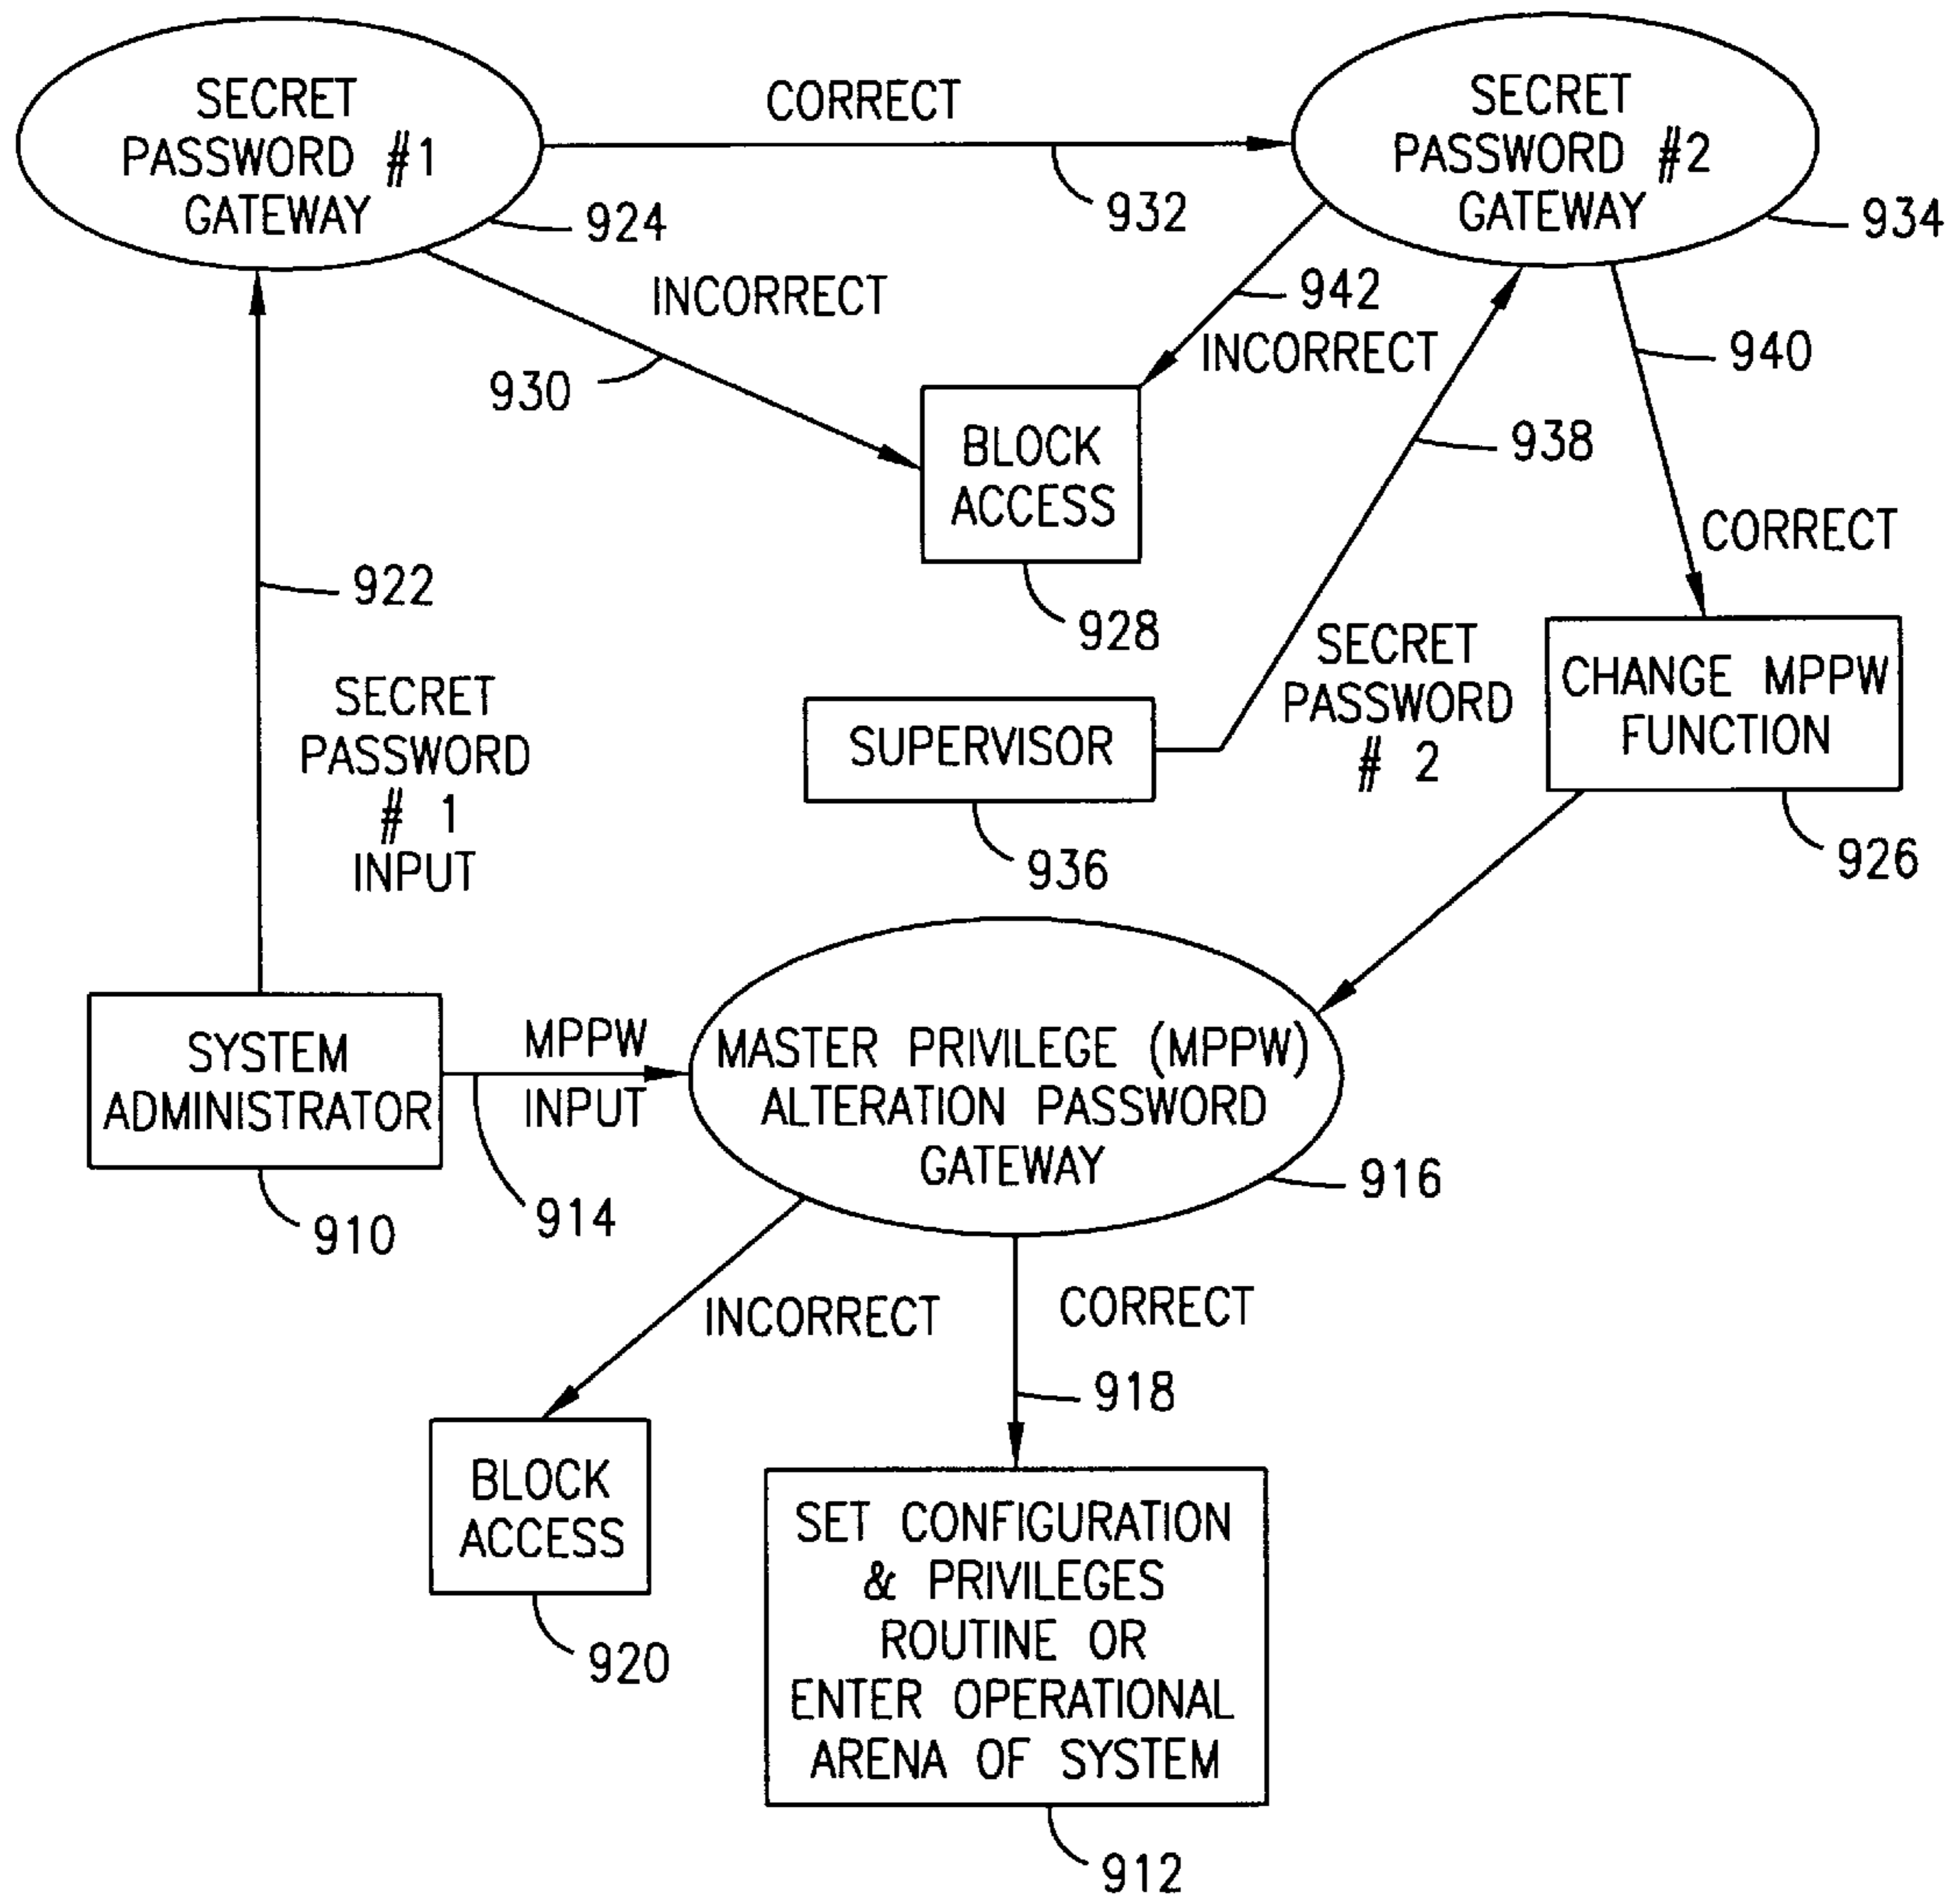 SECRET
PASSWORD #1
GATEWAY
924
CORRECT
932
SECRET
PASSWORD #2
GATEWAY
934
INCORRECT
930
942
INCORRECT
940
938
CORRECT
BLOCK
ACCESS
928
922
SECRET
PASSWORD
# 1
INPUT
SUPERVISOR
936
SECRET
PASSWORD
# 2
CHANGE MPPW
FUNCTION
926
SYSTEM
ADMINISTRATOR
910
MPPW
INPUT
914
MASTER PRIVILEGE (MPPW)
ALTERATION PASSWORD
GATEWAY
916
INCORRECT
CORRECT
918
BLOCK
ACCESS
920
SET CONFIGURATION
& PRIVILEGES
ROUTINE OR
ENTER OPERATIONAL
ARENA OF SYSTEM
912